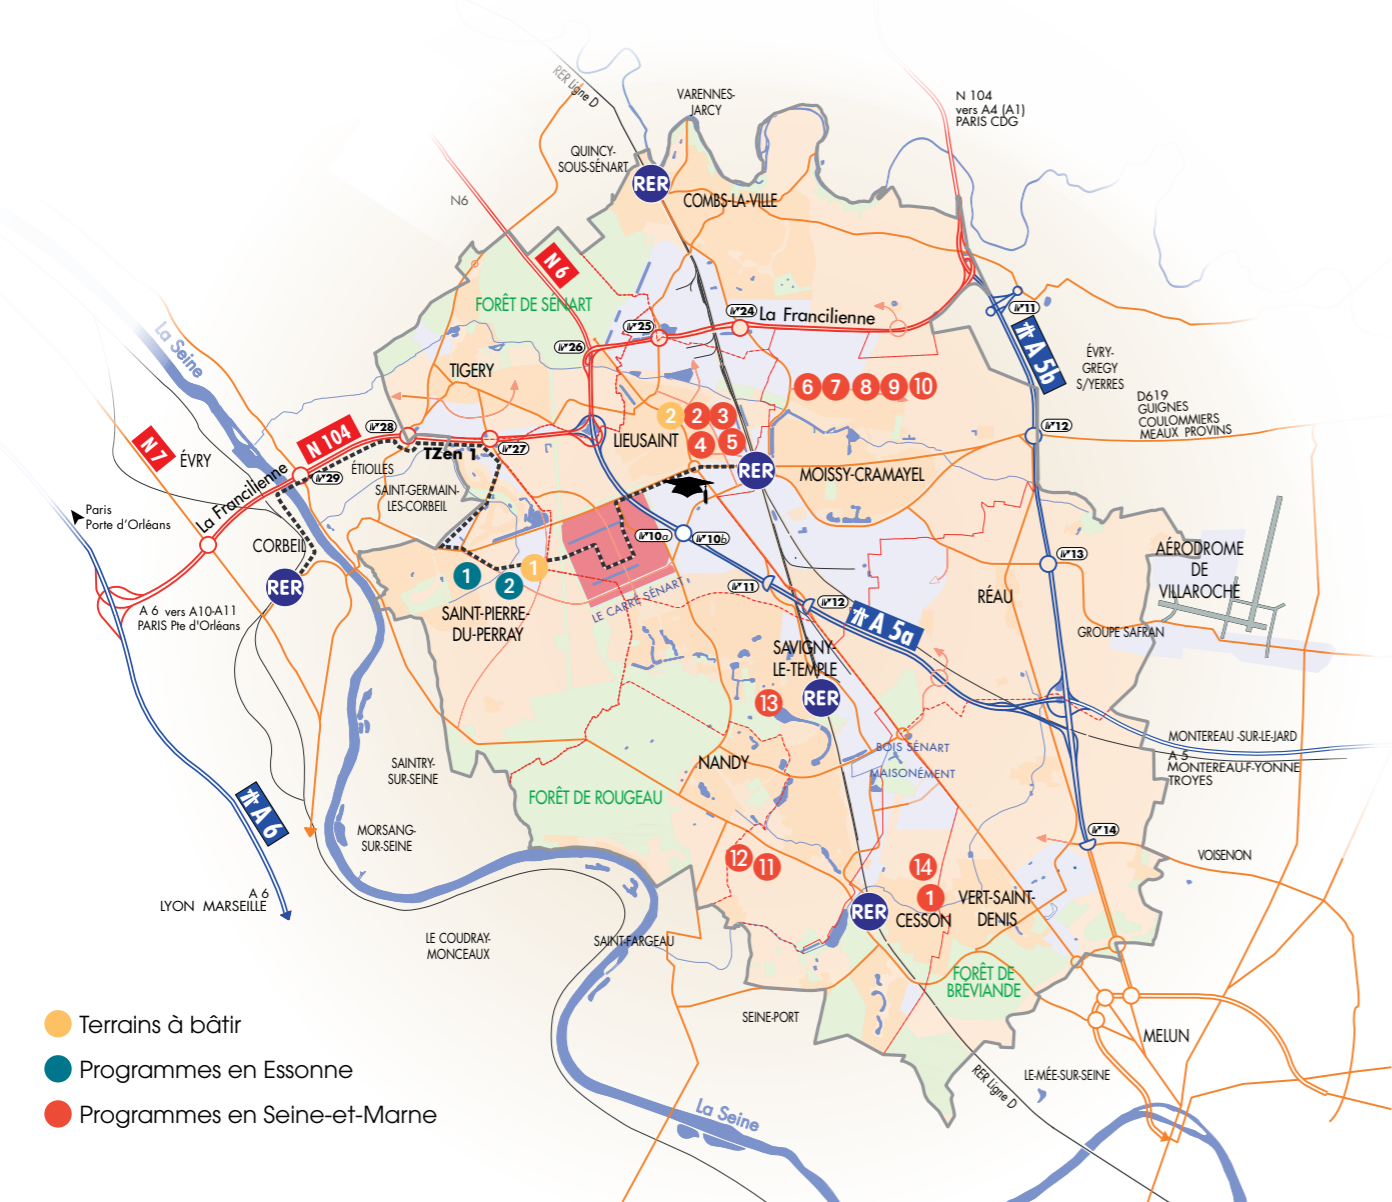 RER Ligne D
VARENNES-
JARCY
N 104
vers A4 (A1)
PARIS CDG
QUINCY-
SOUS-SÉNART
RER
COMBS-LA-VILLE
N6
N 6
FORÊT DE SÉNART
La Seine
N°24
La Francilienne
N°11
N°25
N°26
A 5b
ÉVRY-
GREGY
S/YERRES
TIGERY
6
7
8
9
10
D619
GUIGNES
COULOMMIERS
MEAUX PROVINS
2
2
3
4
5
LIEUSAINT
N°28
N°12
N 104
N 7
ÉVRY
TZen 1
N°27
ÉTIOLLES
La Francilienne
N°29
SAINT-GERMAIN-
LES-CORBEIL
RER
MOISSY-CRAMAYEL
Paris
Porte d'Orléans
CORBEIL
N°10a
N°10b
N°13
AÉRODROME
DE
VILLAROCHE
RER
1
2
1
LE CARRÉ SÉNART
N°11
N°12
A 5a
RÉAU
A 6 vers A10-A11
PARIS Pte d'Orléans
SAINT-PIERRE-
DU-PERRAY
GROUPE SAFRAN
SAVIGNY-
LE-TEMPLE
RER
13
BOIS SÉNART
MAISONÉMENT
MONTEREAU -SUR-LE-JARD
A 5
MONTEREAU-F-YONNE
TROYES
SAINTRY-
SUR-SEINE
NANDY
FORÊT DE ROUGEAU
A 6
MORSANG-
SUR-SEINE
N°14
VOISENON
12
11
14
1
A 6
LYON MARSEILLE
RER
CESSON
VERT-SAINT-
DENIS
LE COUDRAY-
MONCEAUX
SAINT-FARGEAU
FORÊT DE
BRÉVIANDE
SEINE-PORT
MELUN
RER Ligne D
LE-MÉE-SUR-SEINE
La Seine
Terrains à bâtir
Programmes en Essonne
Programmes en Seine-et-Marne